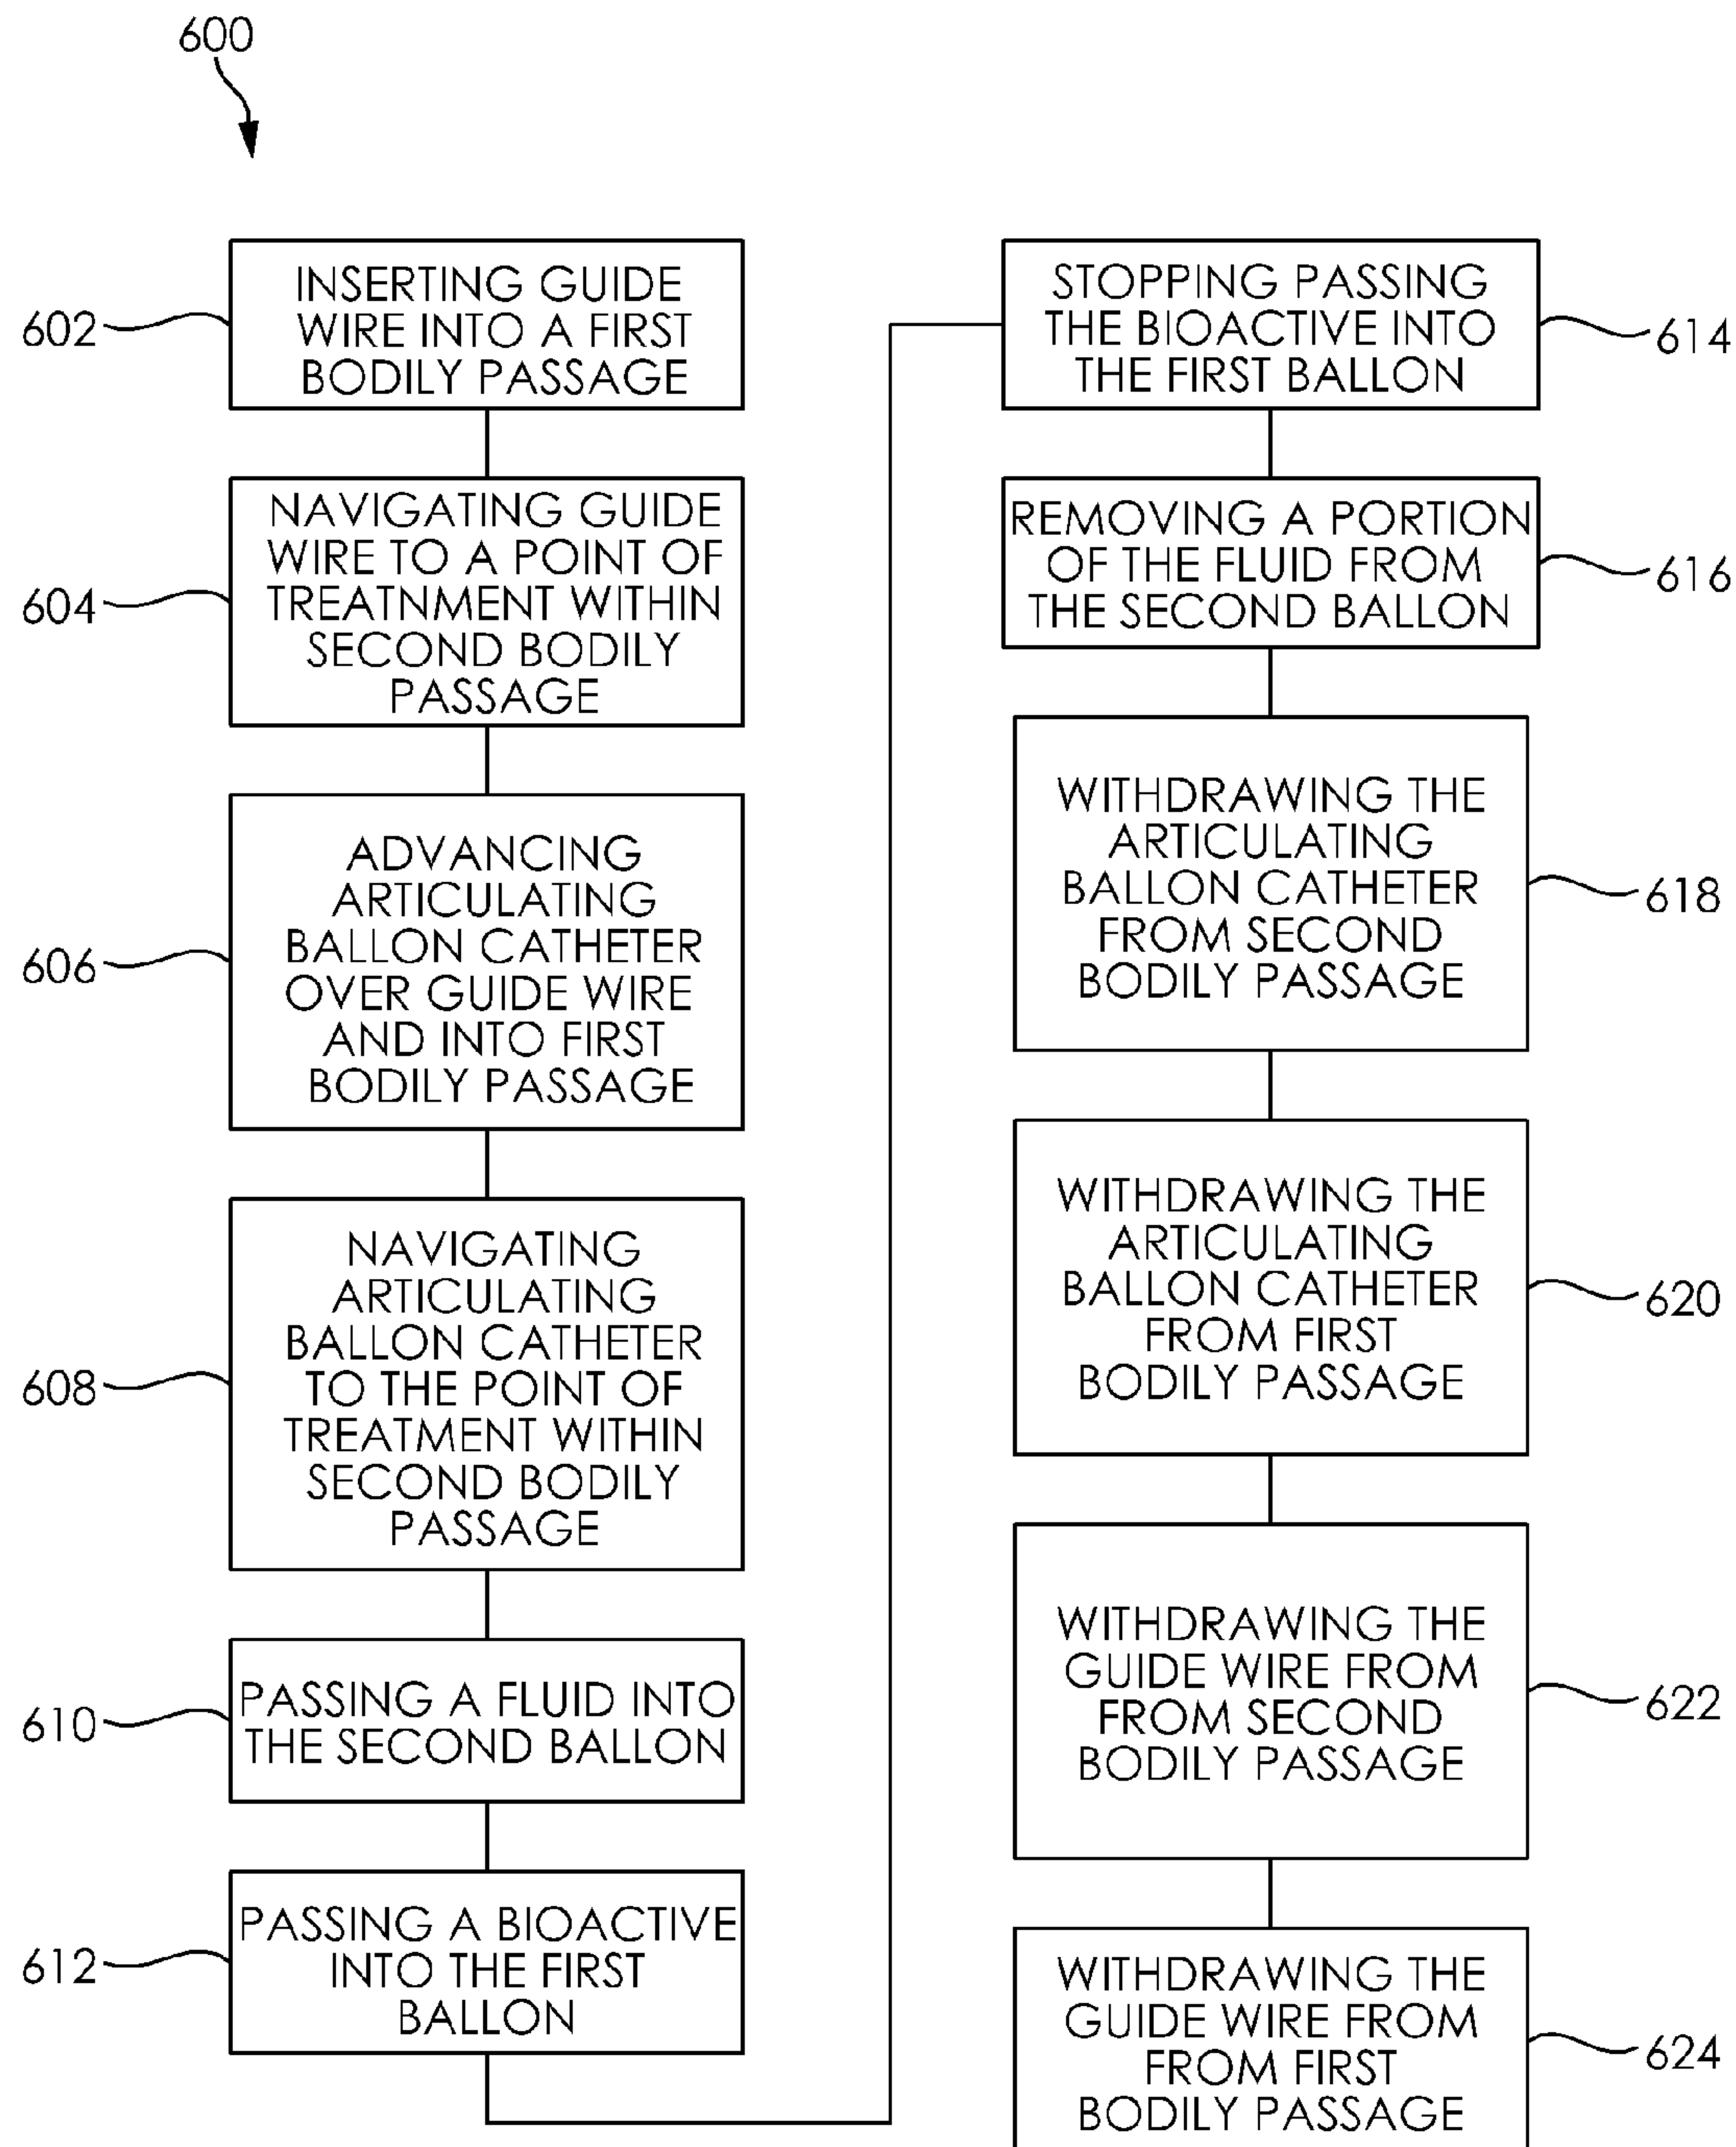 600
602
INSERTING GUIDE
WIRE INTO A FIRST
BODILY PASSAGE
604
NAVIGATING GUIDE
WIRE TO A POINT OF
TREATNMENT WITHIN
SECOND BODILY
PASSAGE
606
ADVANCING
ARTICULATING
BALLON CATHETER
OVER GUIDE WIRE
AND INTO FIRST
BODILY PASSAGE
608
NAVIGATING
ARTICULATING
BALLON CATHETER
TO THE POINT OF
TREATMENT WITHIN
SECOND BODILY
PASSAGE
610
PASSING A FLUID INTO
THE SECOND BALLON
612
PASSING A BIOACTIVE
INTO THE FIRST
BALLON
STOPPING PASSING
THE BIOACTIVE INTO
THE FIRST BALLON
614
REMOVING A PORTION
OF THE FLUID FROM
THE SECOND BALLON
616
WITHDRAWING THE
ARTICULATING
BALLON CATHETER
FROM SECOND
BODILY PASSAGE
618
WITHDRAWING THE
ARTICULATING
BALLON CATHETER
FROM FIRST
BODILY PASSAGE
620
WITHDRAWING THE
GUIDE WIRE FROM
FROM SECOND
BODILY PASSAGE
622
WITHDRAWING THE
GUIDE WIRE FROM
FROM FIRST
BODILY PASSAGE
624